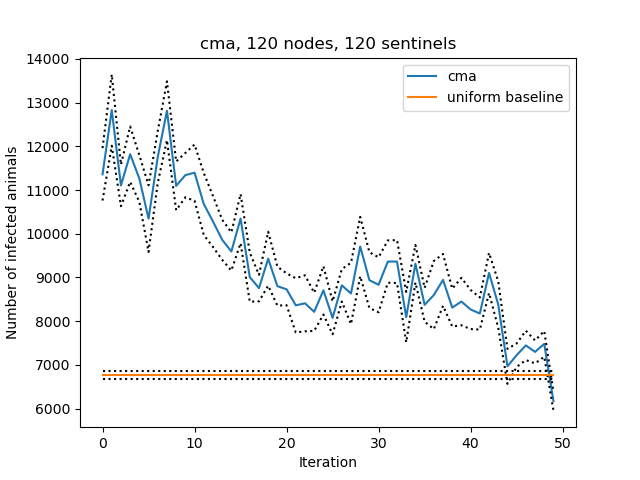 cma, 120 nodes, 120 sentinels
cma
uniform baseline
Number of infected animals
14000
13000
12000
11000
10000
9000
8000
7000
6000
0 10 20 30 40 50
Iteration